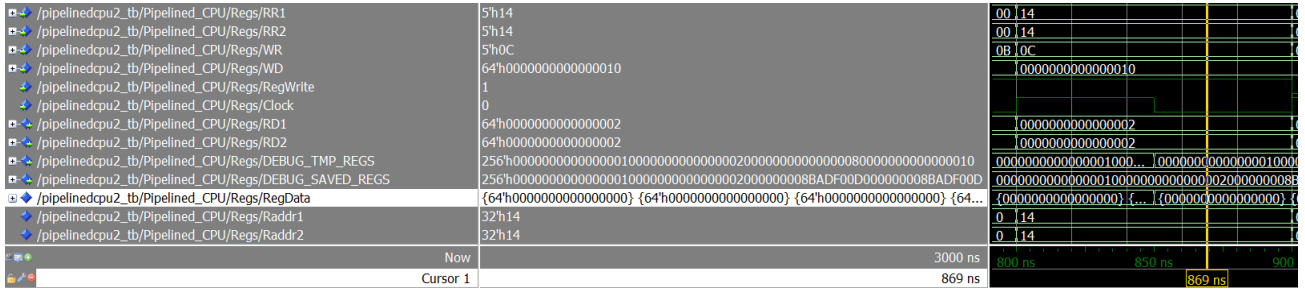 /pipelinedcpu2_tb/Pipelined_CPU/Regs/RR1 5'h14 00 14
/pipelinedcpu2_tb/Pipelined_CPU/Regs/RR2 5'h14 00 14
/pipelinedcpu2_tb/Pipelined_CPU/Regs/WR 5'h0C 0B 0C
/pipelinedcpu2_tb/Pipelined_CPU/Regs/WD 64'h0000000000000010 0000000000000010
/pipelinedcpu2_tb/Pipelined_CPU/Regs/RegWrite 1
/pipelinedcpu2_tb/Pipelined_CPU/Regs/Clock 0
/pipelinedcpu2_tb/Pipelined_CPU/Regs/RD1 64'h0000000000000002 0000000000000002
/pipelinedcpu2_tb/Pipelined_CPU/Regs/RD2 64'h0000000000000002 0000000000000002
/pipelinedcpu2_tb/Pipelined_CPU/Regs/DEBUG_TMP_REGS 256'h0000000000000001000000000000000200000000000000080000000000000010 0000000000000001000... 00000000000000010000
/pipelinedcpu2_tb/Pipelined_CPU/Regs/DEBUG_SAVED_REGS 256'h00000000000000010000000000000002000000008BADF00D000000008BADF00D 00000000000000010000000000000002000000008B
/pipelinedcpu2_tb/Pipelined_CPU/Regs/RegData {64'h0000000000000000} {64'h0000000000000000} {64'h0000000000000000} {64... {0000000000000000} {... {0000000000000000} {
/pipelinedcpu2_tb/Pipelined_CPU/Regs/Raddr1 32'h14 0 14
/pipelinedcpu2_tb/Pipelined_CPU/Regs/Raddr2 32'h14 0 14
Now 3000 ns 800 ns 850 ns 900
Cursor 1 869 ns 869 ns